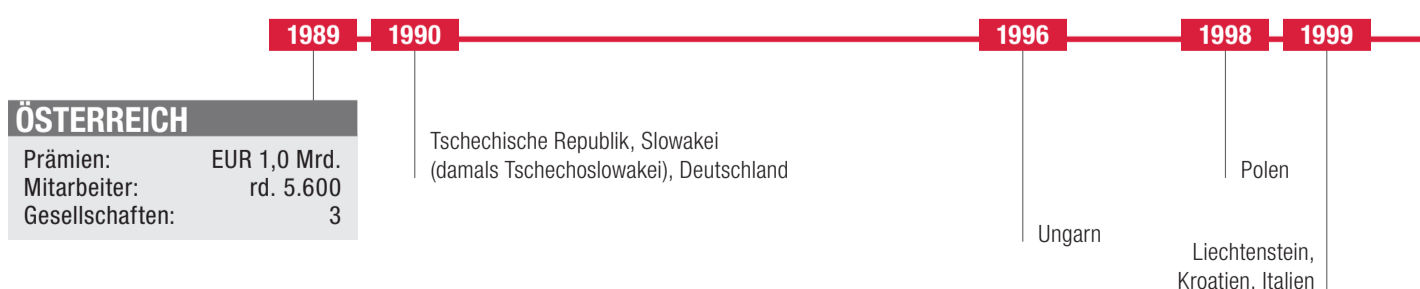 1989
1990
1996
1998
1999
ÖSTERREICH
Prämien: EUR 1,0 Mrd.
Mitarbeiter: rd. 5.600
Gesellschaften: 3
Tschechische Republik, Slowakei
(damals Tschechoslowakei), Deutschland
Ungarn
Polen
Liechtenstein,
Kroatien, Italien